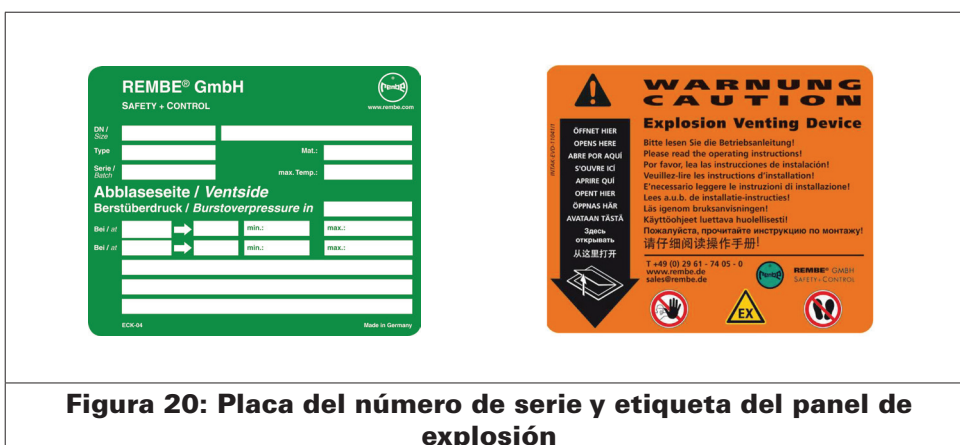 REMBE® GmbH
SAFETY + CONTROL
rembe
www.rembe.com
DN /
Size
Type
Mat.:
Serie /
Batch
max. Temp.:
Abblaseseite / Ventside
Berstüberdruck / Burstoverpressure in
Bei / at
min.:
max.:
Bei / at
min.:
max.:
ECK-04
Made in Germany
WARNUNG
CAUTION
Explosion Venting Device
ÖFFNET HIER
OPENS HERE
ABRE POR AQUÍ
S'OUVRE ICÍ
APRIRE QUÍ
OPENT HIER
ÖPPNAS HÄR
AVATAAN TÄSTÄ
Здесь
открывать
从这里打开
Bitte lesen Sie die Betriebsanleitung!
Please read the operating instructions!
Por favor, lea las instrucciones de instalación!
Veuillez-lire les instructions d'installation!
E'necessario leggere le instruzioni di installazione!
Lees a.u.b. de installatie-instructies!
Läs igenom bruksanvisningen!
Käyttöohjeet luettava huolellisesti!
Пожалуйста, прочитайте инструкцию по монтажу!
请仔细阅读操作手册!
T +49 (0) 29 61 - 74 05 - 0
www.rembe.de
sales@rembe.de
rembe
REMBE® GMBH
SAFETY+CONTROL
EX
Figura 20: Placa del número de serie y etiqueta del panel de
explosión